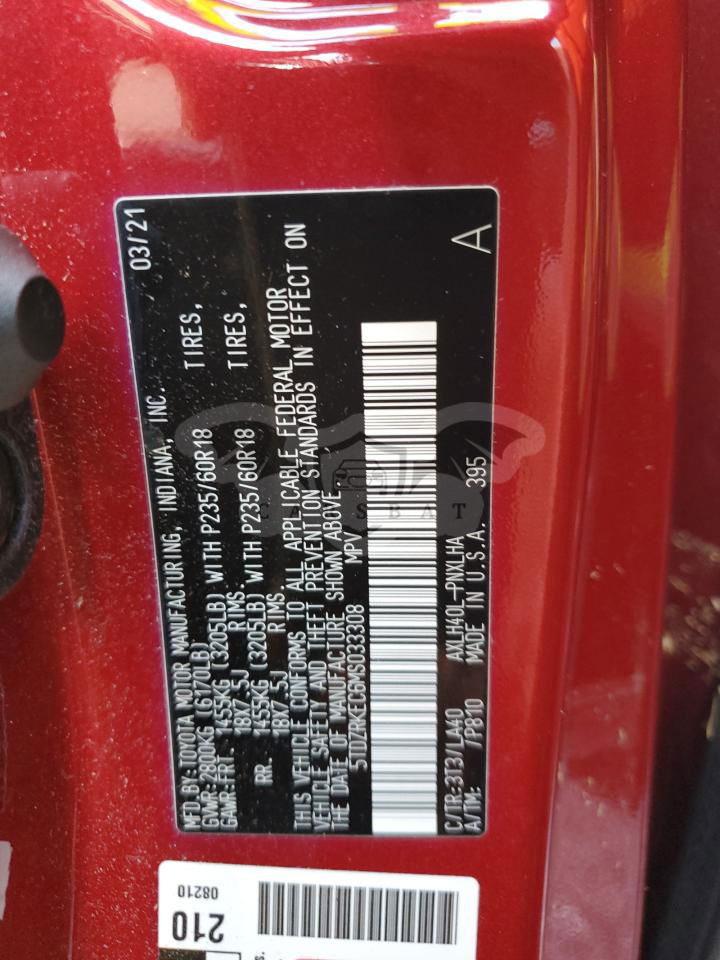 MFD.BY:TOYOTA MOTOR MANUFACTURING, INDIANA, INC. 03/21
GVWR:2800KG (6170LB)
GAWR:FRT. 1455KG (3205LB) WITH P235/60R18 TIRES,
18X7.5J RIMS.
RR. 1455KG (3205LB) WITH P235/60R18 TIRES,
18X7.5J RIMS.
THIS VEHICLE CONFORMS TO ALL APPLICABLE FEDERAL MOTOR
VEHICLE SAFETY AND THEFT PREVENTION STANDARDS IN EFFECT ON
THE DATE OF MANUFACTURE SHOWN ABOVE.
5TDZHKEC6MS033308 MPV
C/TR:3T3/LA40 AXLH40L-PNXLHA
A/TM: /P810 MADE IN U.S.A. 395 A
CARSBAT
210
08210